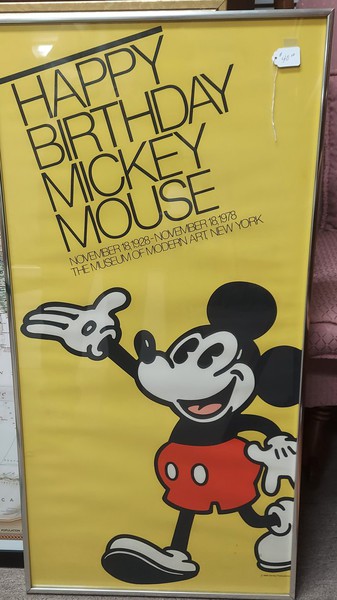 HAPPY
BIRTHDAY
MICKEY
MOUSE
NOVEMBER 18, 1928 - NOVEMBER 18, 1978
THE MUSEUM OF MODERN ART, NEW YORK